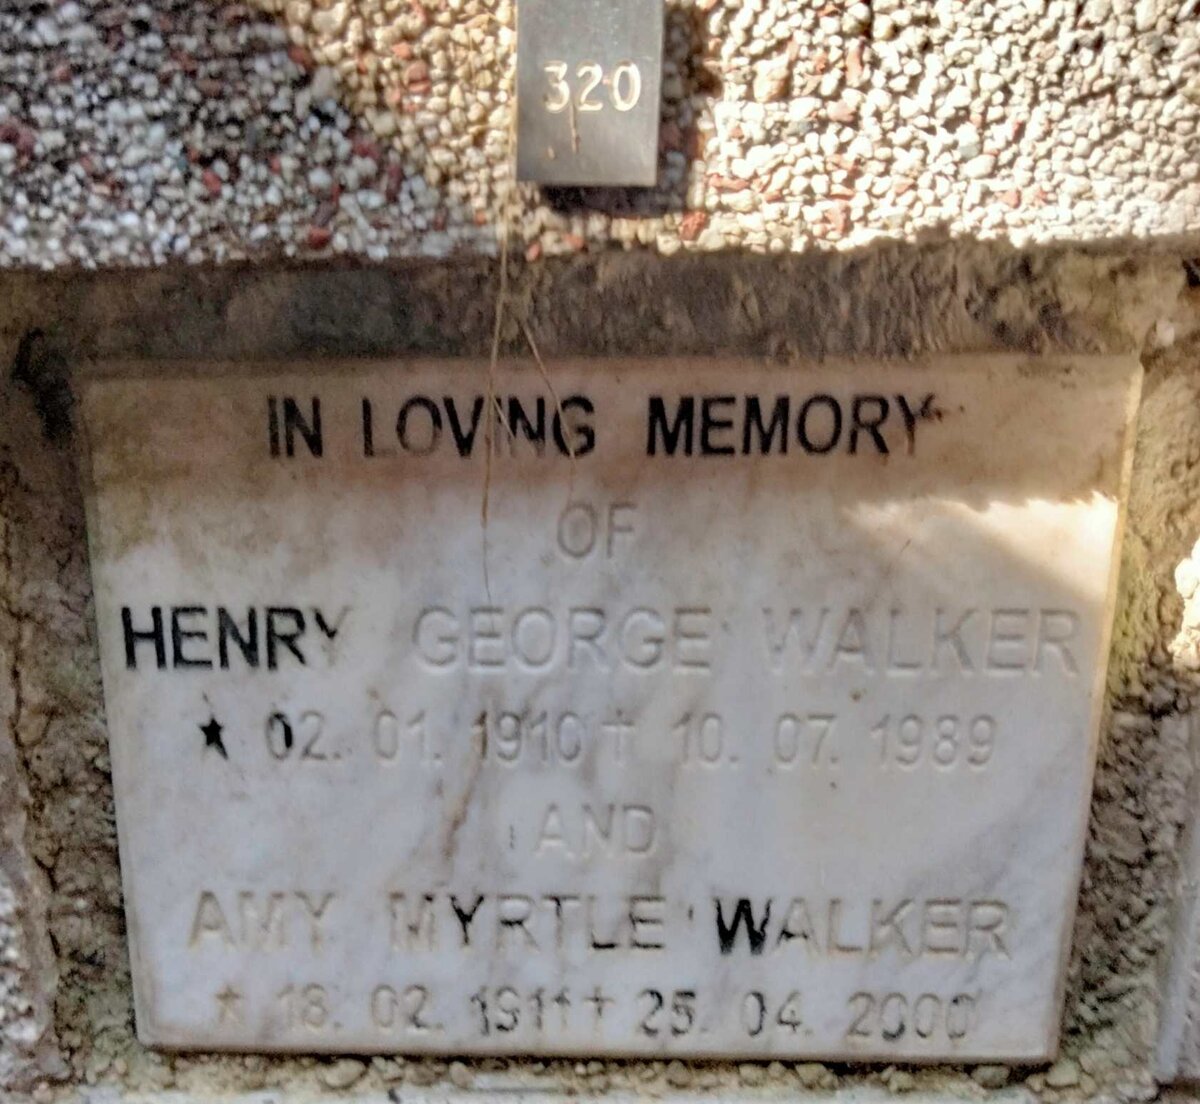 320
IN LOVING MEMORY
OF
HENRY GEORGE WALKER
★ 02. 01. 1910 † 10. 07. 1989
AND
AMY MYRTLE WALKER
★ 18. 02. 1911 † 25. 04. 2000